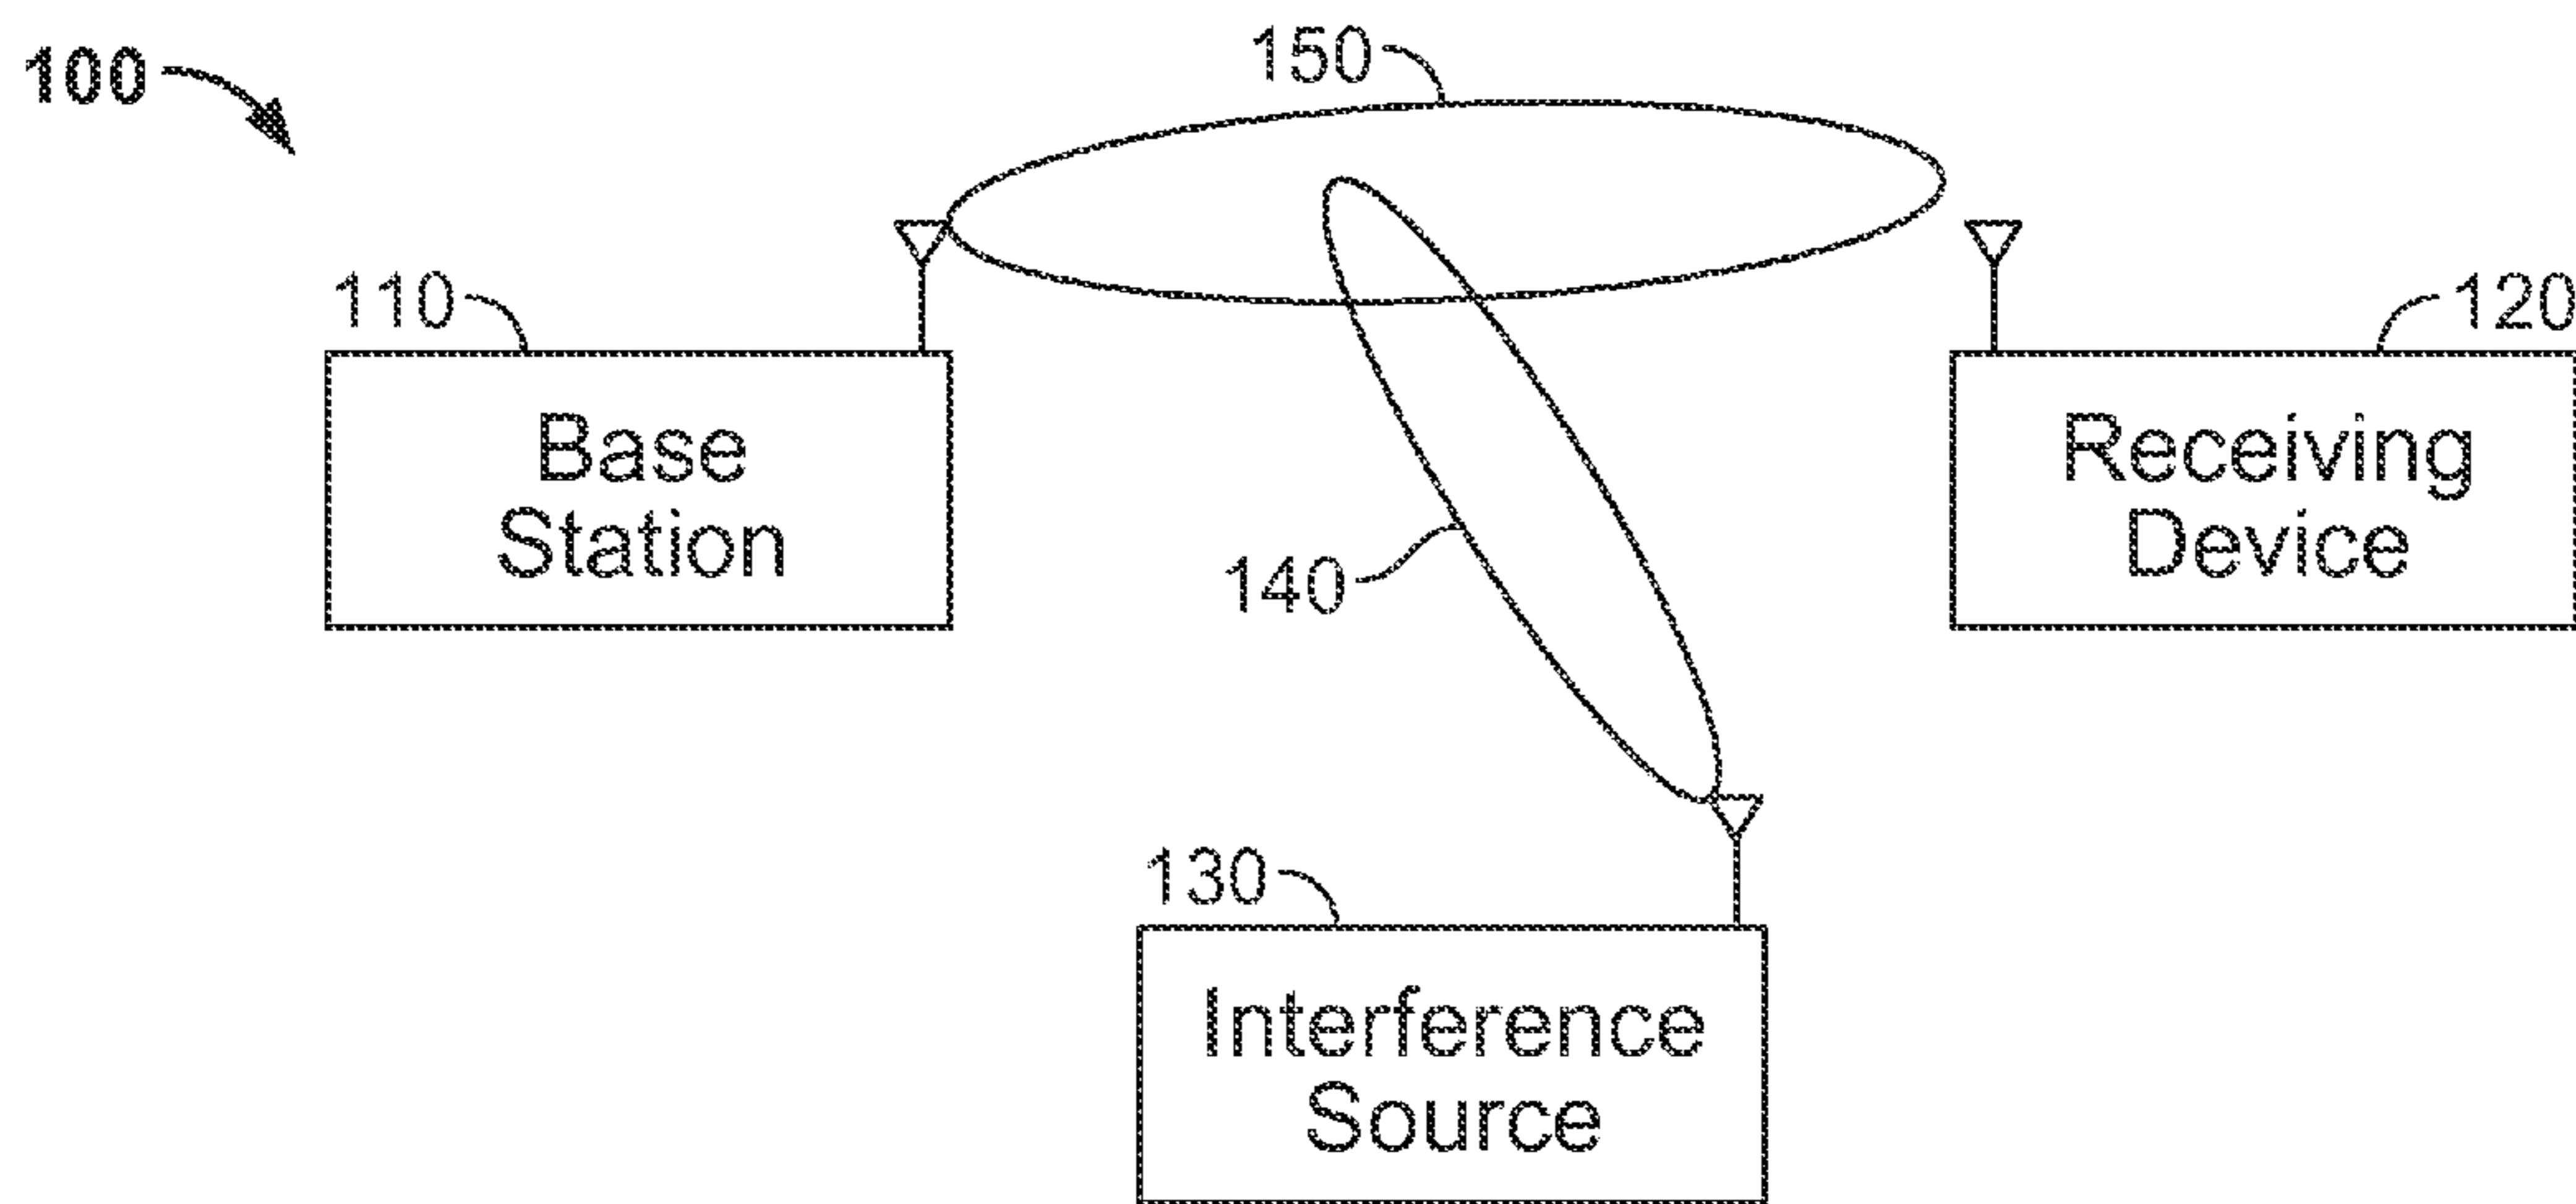 100
150
110
120
Base
Station
Receiving
Device
140
130
Interference
Source